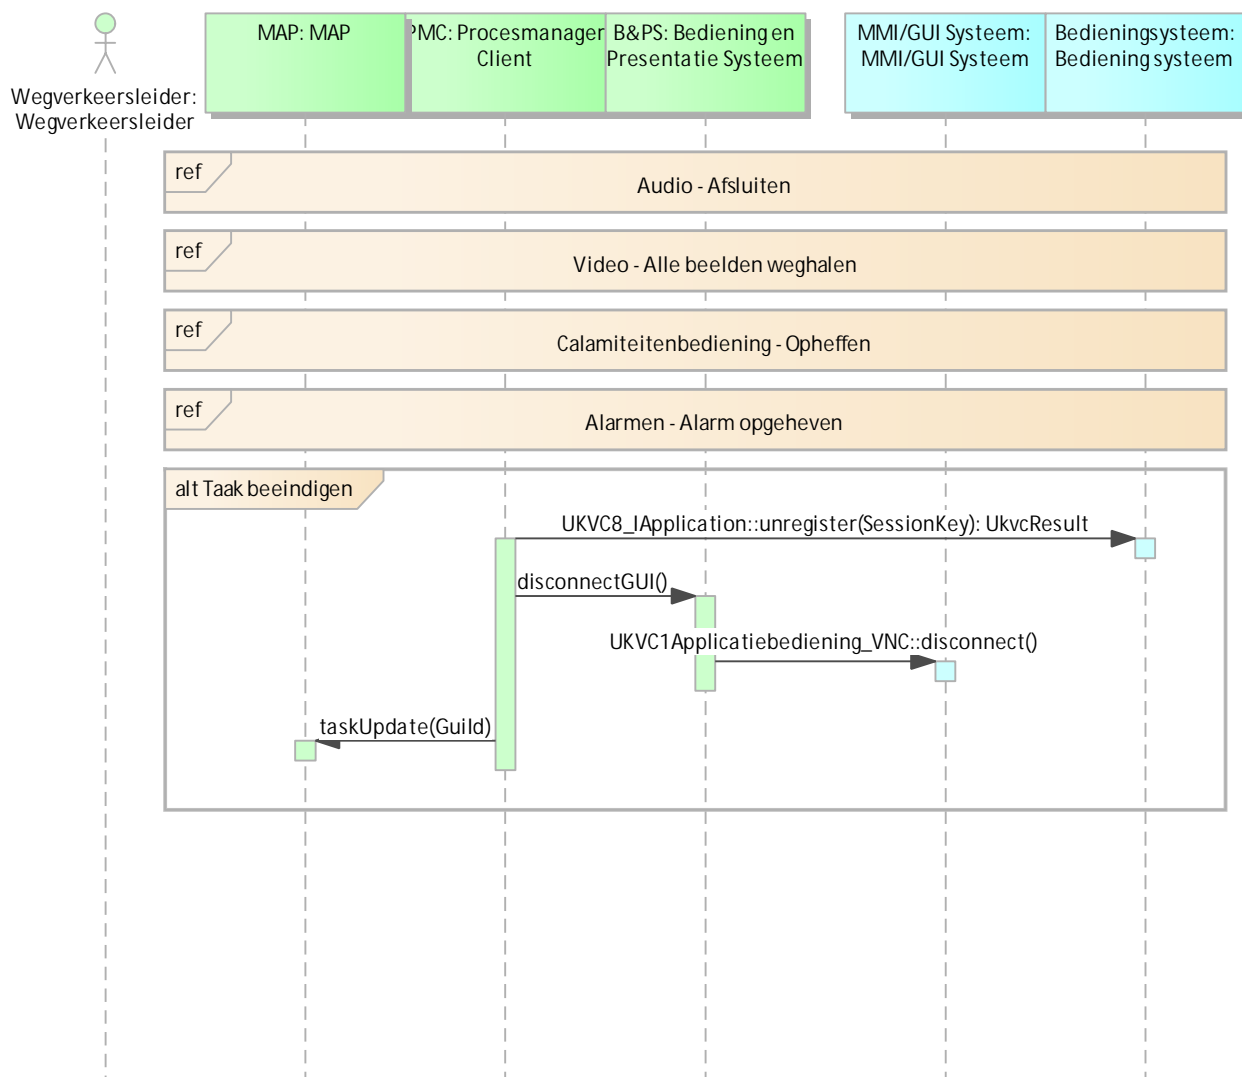 Wegverkeersleider:
Wegverkeersleider
MAP: MAP
PMC: Procesmanager
Client
B&PS: Bediening en
Presentatie Systeem
MMI/GUI Systeem:
MMI/GUI Systeem
Bedieningsysteem:
Bedieningsysteem
ref
Audio - Afsluiten
ref
Video - Alle beelden weghalen
ref
Calamiteitenbediening - Opheffen
ref
Alarmen - Alarm opgeheven
alt Taak beeindigen
UKVC8_IApplication::unregister(SessionKey): UkvcResult
disconnectGUI()
UKVC1Applicatiebediening_VNC::disconnect()
taskUpdate(GuiId)